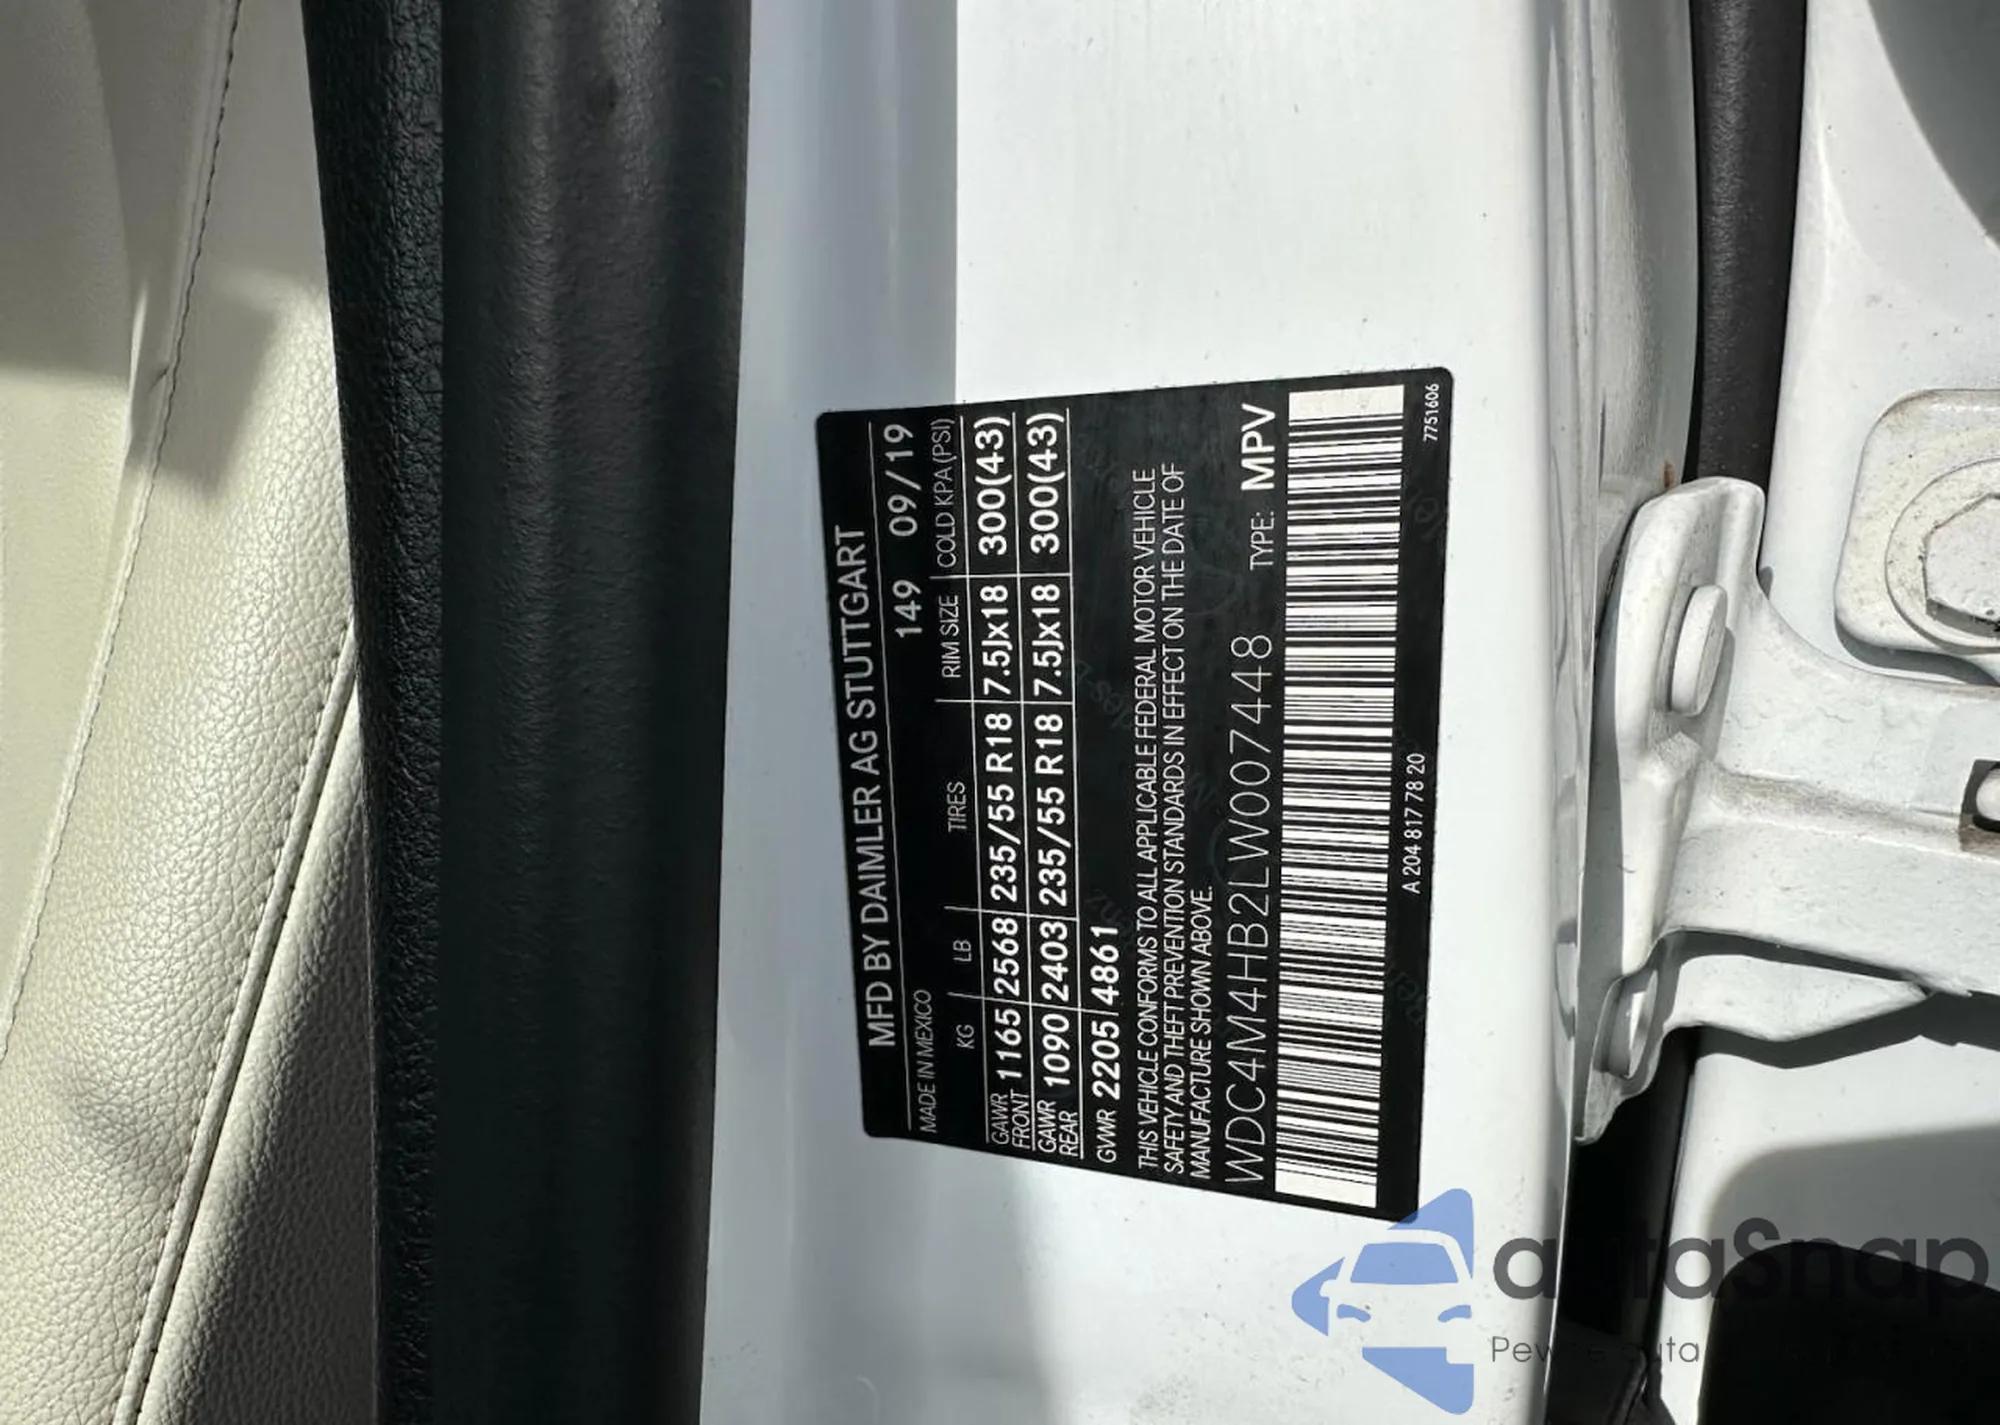 MFD BY DAIMLER AG STUTTGART
MADE IN MEXICO 149 09/19
KG LB TIRES RIM SIZE COLD KPA(PSI)
GAWR FRONT 1165 2568 235/55 R18 7.5Jx18 300(43)
GAWR REAR 1090 2403 235/55 R18 7.5Jx18 300(43)
GVWR 2205 4861
THIS VEHICLE CONFORMS TO ALL APPLICABLE FEDERAL MOTOR VEHICLE
SAFETY AND THEFT PREVENTION STANDARDS IN EFFECT ON THE DATE OF
MANUFACTURE SHOWN ABOVE.
WDC4M4HB2LW007448 TYPE: MPV
A 204 817 78 20 7751606
autoSnap